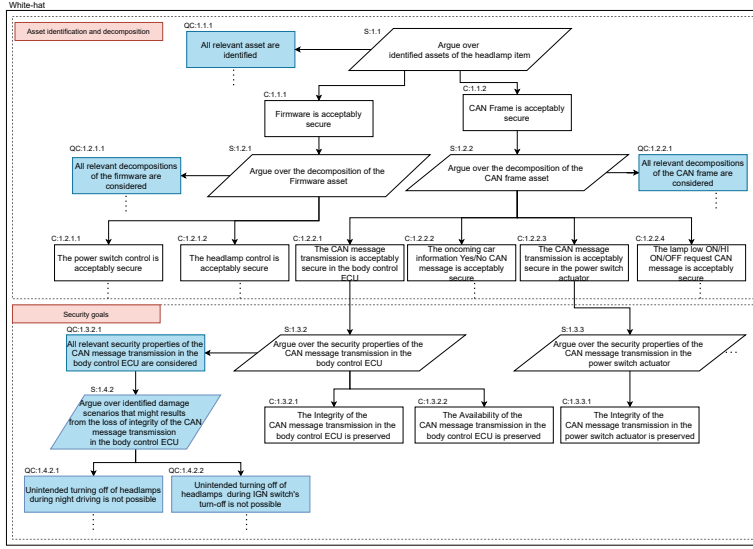 White-hat
Asset identification and decomposition
QC:1.1.1
All relevant asset are
identified
S:1.1
Argue over
identified assets of the headlamp item
C:1.1.1
Firmware is acceptably
secure
C:1.1.2
CAN Frame is acceptably
secure
QC:1.2.1.1
All relevant decompositions
of the firmware are
considered
S:1.2.1
Argue over the decomposition of the
Firmware asset
S:1.2.2
Argue over the decomposition of the
CAN frame asset
QC:1.2.2.1
All relevant decompositions
of the CAN frame are
considered
C:1.2.1.1
The power switch control is
acceptably secure
C:1.2.1.2
The headlamp control is
acceptably secure
C:1.2.2.1
The CAN message
transmission is acceptably
secure in the body control
ECU
C:1.2.2.2
The oncoming car
information Yes/No CAN
message is acceptably
secure
C:1.2.2.3
The CAN message
transmission is acceptably
secure in the power switch
actuator
C:1.2.2.4
The lamp low ON/HI
ON/OFF request CAN
message is acceptably
secure
Security goals
QC:1.3.2.1
All relevant security properties of the
CAN message transmission in the
body control ECU are considered
S:1.3.2
Argue over the security properties of the
CAN message transmission in the
body control ECU
S:1.3.3
Argue over the security properties of the
CAN message transmission in the
power switch actuator
S:1.4.2
Argue over identified damage
scenarios that might results
from the loss of integrity of the CAN
message transmission
in the body control ECU
C:1.3.2.1
The Integrity of the
CAN message transmission in the
body control ECU is preserved
C:1.3.2.2
The Availability of the
CAN message transmission in the
body control ECU is preserved
C:1.3.3.1
The Integrity of the
CAN message transmission in the
power switch actuator is preserved
QC:1.4.2.1
Unintended turning off of headlamps
during night driving is not possible
QC:1.4.2.2
Unintended turning off of
headlamps during IGN switch's
turn-off is not possible